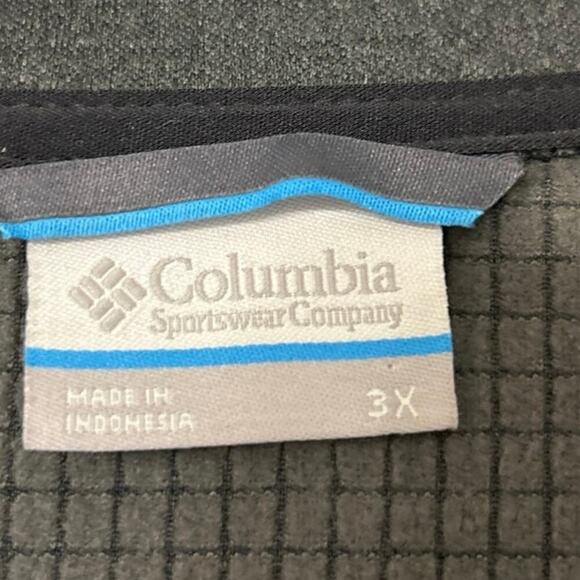 Columbia
Sportswear Company
MADE IN
INDONESIA
3X